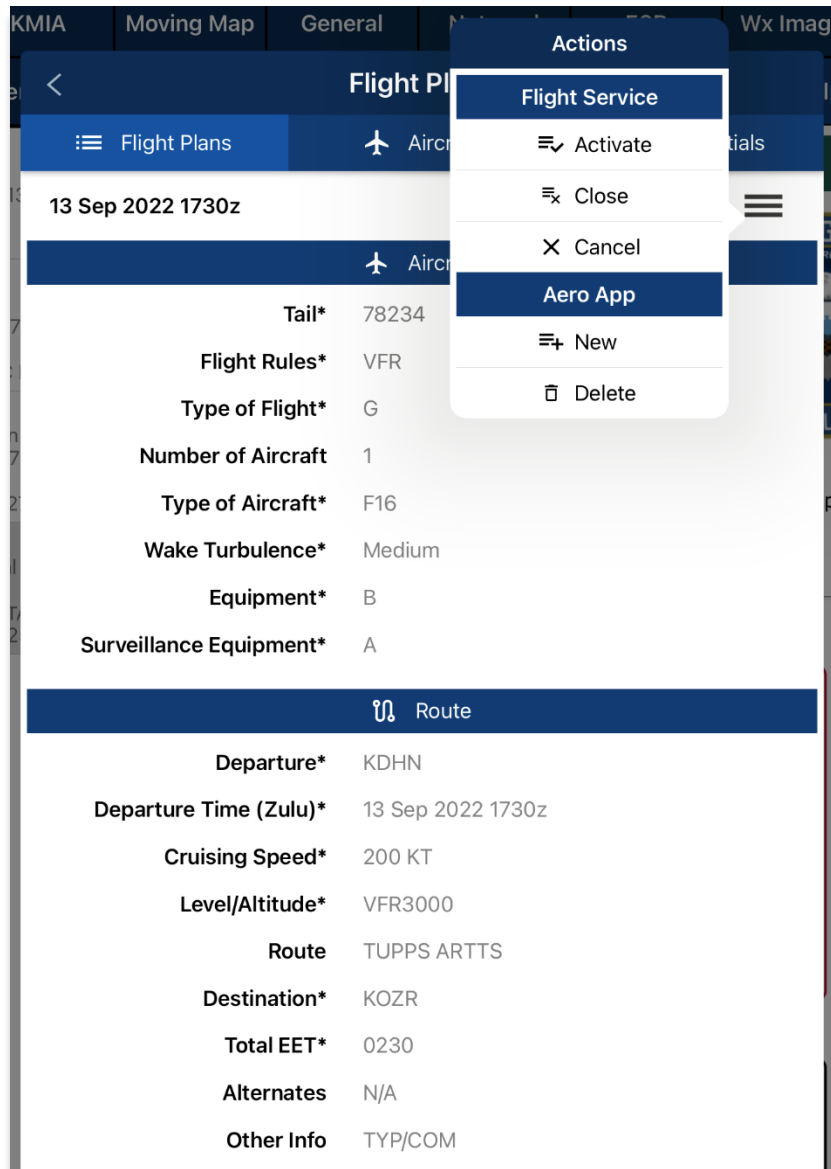 KMIA Moving Map General Wx Imag
Actions
Flight Pl
Flight Service
Flight Plans Aircr tials
Activate
Close
13 Sep 2022 1730z
Cancel
Aircr
Aero App
Tail* 78234
New
Flight Rules* VFR
Delete
Type of Flight* G
Number of Aircraft 1
Type of Aircraft* F16
Wake Turbulence* Medium
Equipment* B
Surveillance Equipment* A
Route
Departure* KDHN
Departure Time (Zulu)* 13 Sep 2022 1730z
Cruising Speed* 200 KT
Level/Altitude* VFR3000
Route TUPPS ARTTS
Destination* KOZR
Total EET* 0230
Alternates N/A
Other Info TYP/COM